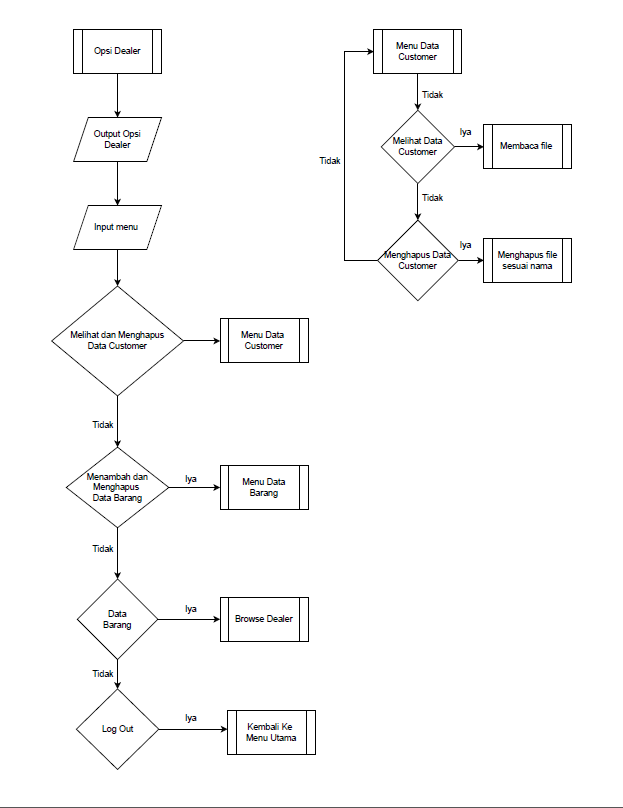 Opsi Dealer
Output Opsi
Dealer
Input menu
Melihat dan Menghapus
Data Customer
Menu Data
Customer
Tidak
Menambah dan
Menghapus
Data Barang
Iya
Menu Data
Barang
Tidak
Data
Barang
Iya
Browse Dealer
Tidak
Log Out
Iya
Kembali Ke
Menu Utama
Menu Data
Customer
Tidak
Melihat Data
Customer
Iya
Membaca file
Tidak
Tidak
Menghapus Data
Customer
Iya
Menghapus file
sesuai nama